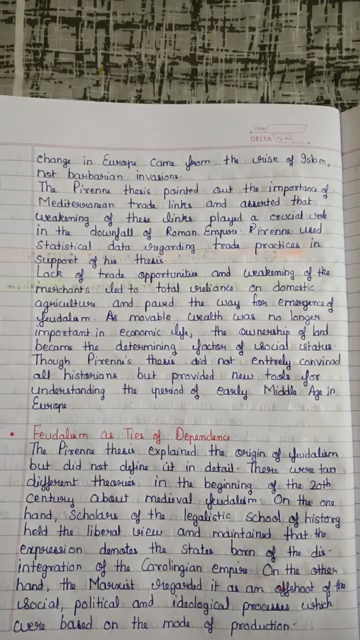 DELTA
change in Europe came from the rise of Islam,
not barbarian invasions.
The Pirenne thesis pointed out the importance of
Mediterranean trade links and asserted that
weakening of these links played a crucial role
in the downfall of Roman Empire. Pirenne used
statistical data regarding trade practices in
support of his thesis.
Lack of trade opportunities and weakening of the
merchants led to total reliance on domestic
agriculture and paved the way for emergence of
feudalism. As movable wealth was no longer
important in economic life, the ownership of land
became the determining factor of social status.
Though Pirenne's thesis did not entirely convined
all historians but provided new tools for
understanding the period of early Middle Age in
Europe
• Feudalism as Ties of Dependence
The Pirenne thesis explained the origin of feudalism
but did not define it in detail. There were two
different theories in the beginning of the 20th
Century about medieval feudalism. On the one
hand, Scholars of the legalistic school of history
held the liberal view and maintained that the
expression denotes the states born of the dis-
integration of the Carolingian empire. On the other
hand, the Marxist regarded it as an offshoot of the
social, political and ideological processes which
were based on the mode of production.